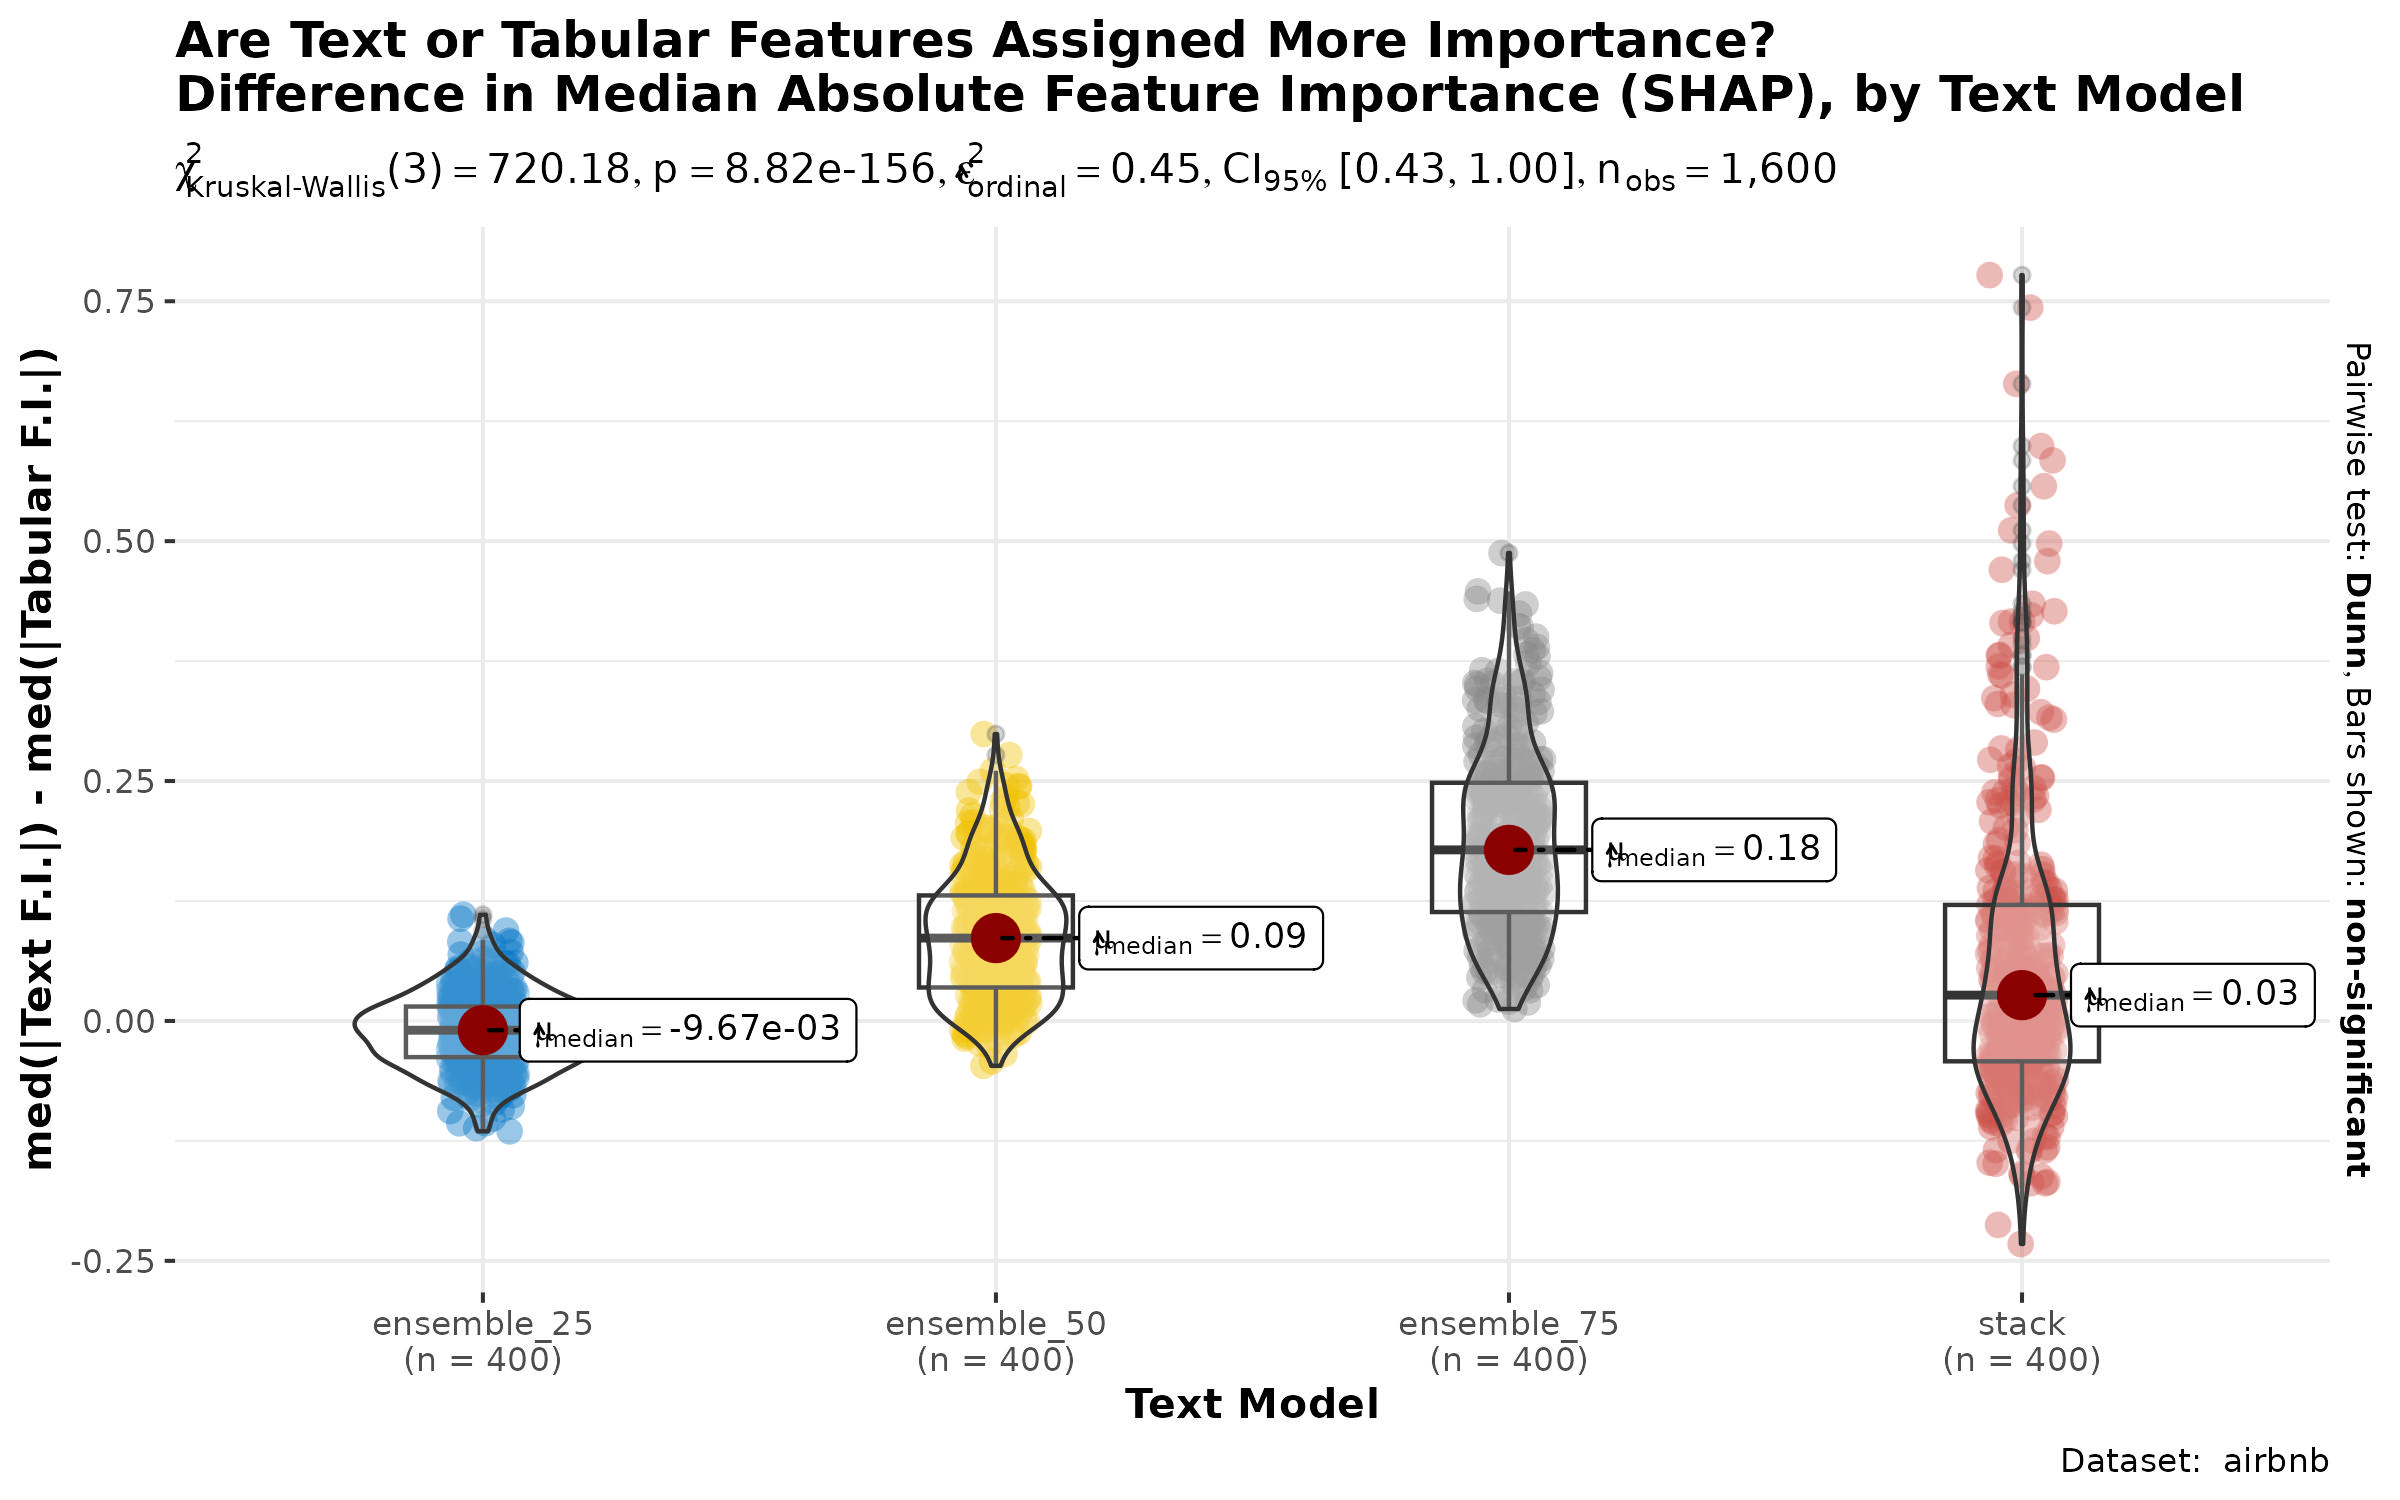 Are Text or Tabular Features Assigned More Importance?
Difference in Median Absolute Feature Importance (SHAP), by Text Model
χ²Kruskal-Wallis(3) = 720.18, p = 8.82e-156, ε̂²ordinal = 0.45, CI95% [0.43, 1.00], nobs = 1,600
med(|Text F.I.|) - med(|Tabular F.I.|)
0.75
0.50
0.25
0.00
-0.25
μ̂median = -9.67e-03
μ̂median = 0.09
μ̂median = 0.18
μ̂median = 0.03
Pairwise test: Dunn, Bars shown: non-significant
ensemble_25
(n = 400)
ensemble_50
(n = 400)
ensemble_75
(n = 400)
stack
(n = 400)
Text Model
Dataset:  airbnb